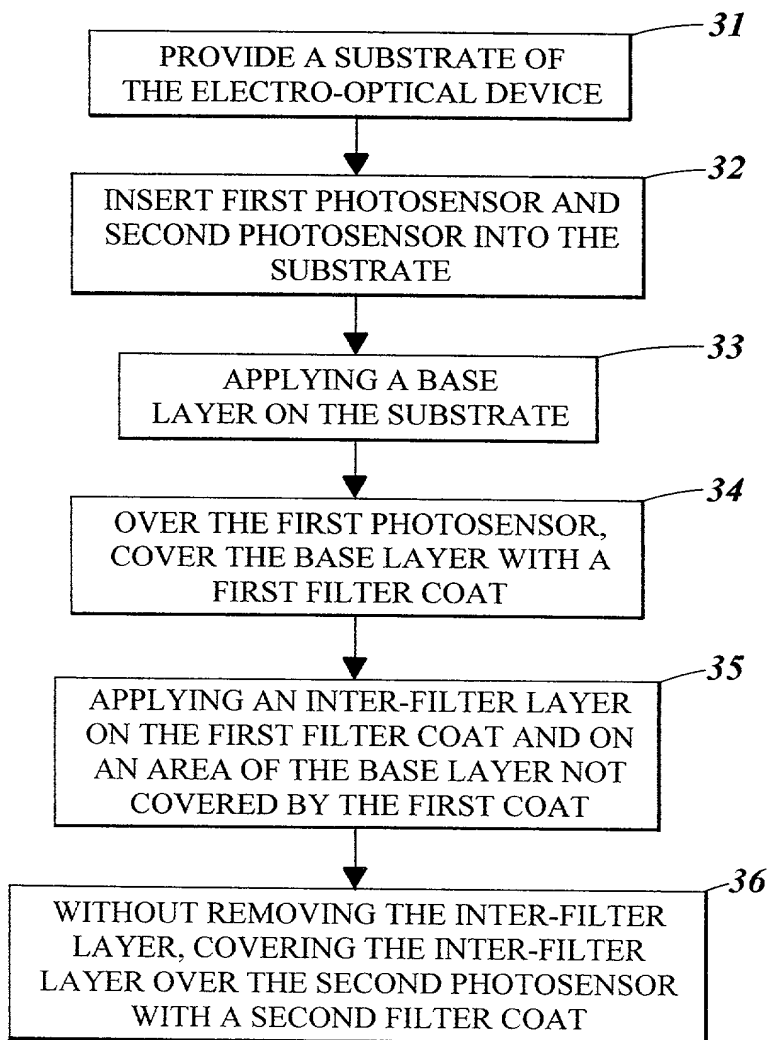 31
PROVIDE A SUBSTRATE OF
THE ELECTRO-OPTICAL DEVICE
32
INSERT FIRST PHOTOSENSOR AND
SECOND PHOTOSENSOR INTO THE
SUBSTRATE
33
APPLYING A BASE
LAYER ON THE SUBSTRATE
34
OVER THE FIRST PHOTOSENSOR,
COVER THE BASE LAYER WITH A
FIRST FILTER COAT
35
APPLYING AN INTER-FILTER LAYER
ON THE FIRST FILTER COAT AND ON
AN AREA OF THE BASE LAYER NOT
COVERED BY THE FIRST COAT
36
WITHOUT REMOVING THE INTER-FILTER
LAYER, COVERING THE INTER-FILTER
LAYER OVER THE SECOND PHOTOSENSOR
WITH A SECOND FILTER COAT